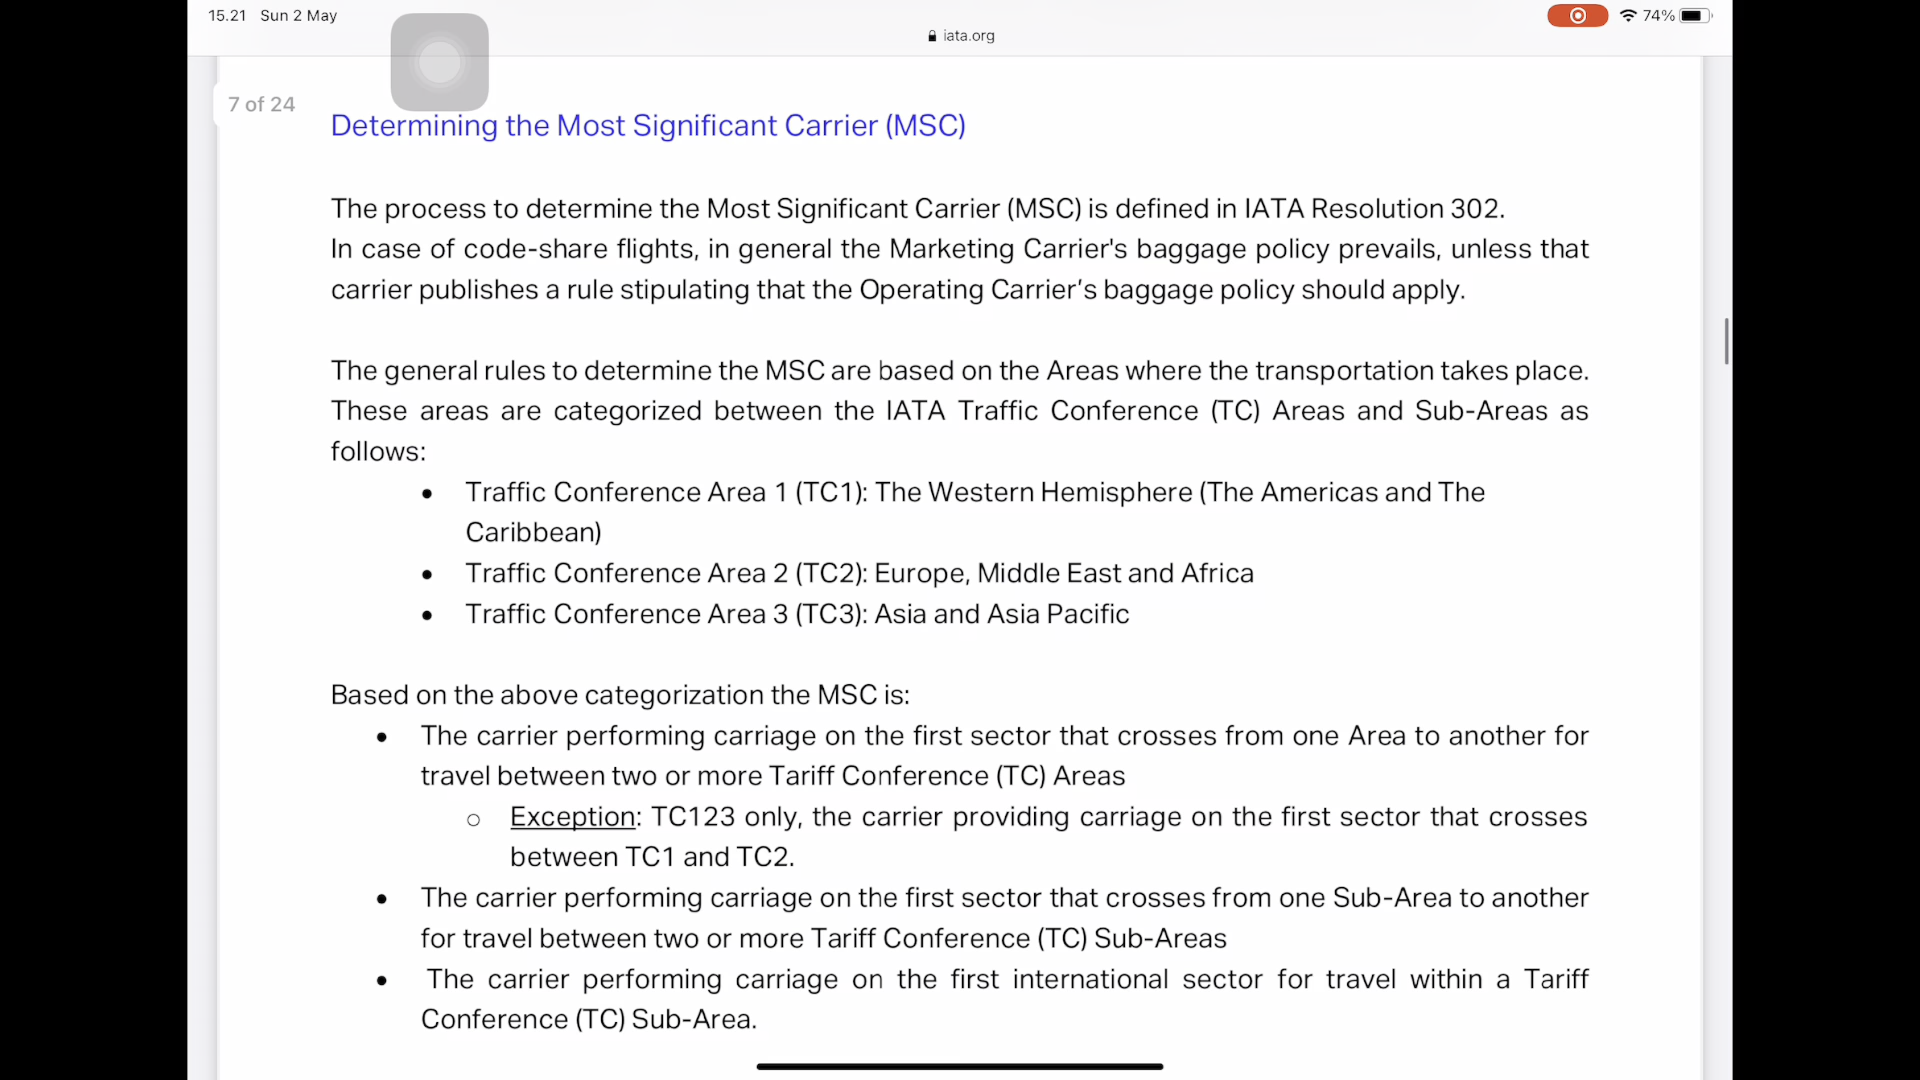 15.21 Sun 2 May
74%
iata.org
7 of 24
Determining the Most Significant Carrier (MSC)
The process to determine the Most Significant Carrier (MSC) is defined in IATA Resolution 302.
In case of code-share flights, in general the Marketing Carrier's baggage policy prevails, unless that
carrier publishes a rule stipulating that the Operating Carrier’s baggage policy should apply.
The general rules to determine the MSC are based on the Areas where the transportation takes place.
These areas are categorized between the IATA Traffic Conference (TC) Areas and Sub-Areas as
follows:
• Traffic Conference Area 1 (TC1): The Western Hemisphere (The Americas and The
Caribbean)
• Traffic Conference Area 2 (TC2): Europe, Middle East and Africa
• Traffic Conference Area 3 (TC3): Asia and Asia Pacific
Based on the above categorization the MSC is:
• The carrier performing carriage on the first sector that crosses from one Area to another for
travel between two or more Tariff Conference (TC) Areas
○ Exception: TC123 only, the carrier providing carriage on the first sector that crosses
between TC1 and TC2.
• The carrier performing carriage on the first sector that crosses from one Sub-Area to another
for travel between two or more Tariff Conference (TC) Sub-Areas
• The carrier performing carriage on the first international sector for travel within a Tariff
Conference (TC) Sub-Area.